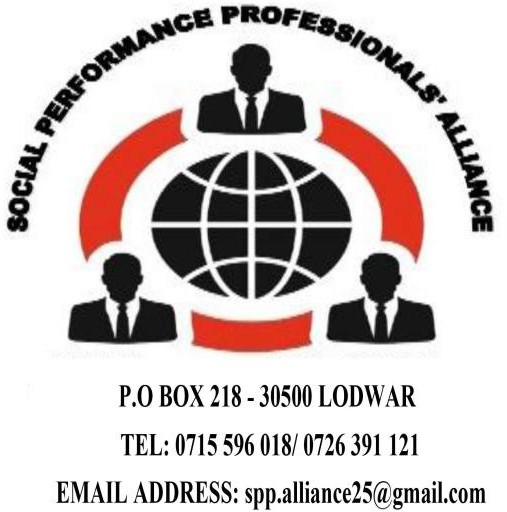 SOCIAL PERFORMANCE PROFESSIONALS' ALLIANCE
P.O BOX 218 - 30500 LODWAR
TEL: 0715 596 018/ 0726 391 121
EMAIL ADDRESS: spp.alliance25@gmail.com